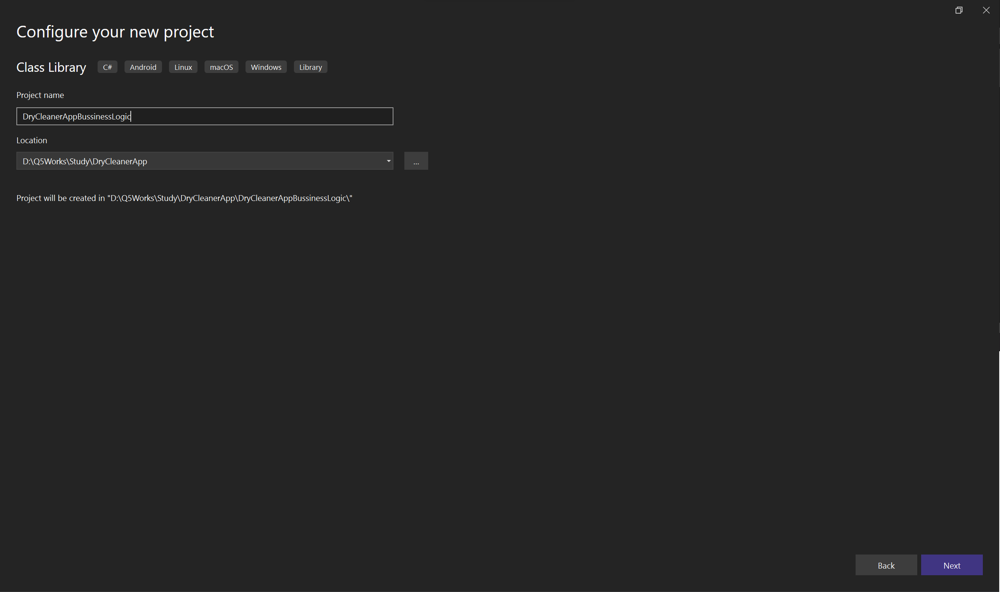 Configure your new project
Class Library C# Android Linux macOS Windows Library
Project name
DryCleanerAppBussinessLogic
Location
D:\Q5Works\Study\DryCleanerApp ...
Project will be created in "D:\Q5Works\Study\DryCleanerApp\DryCleanerAppBussinessLogic\"
Back Next